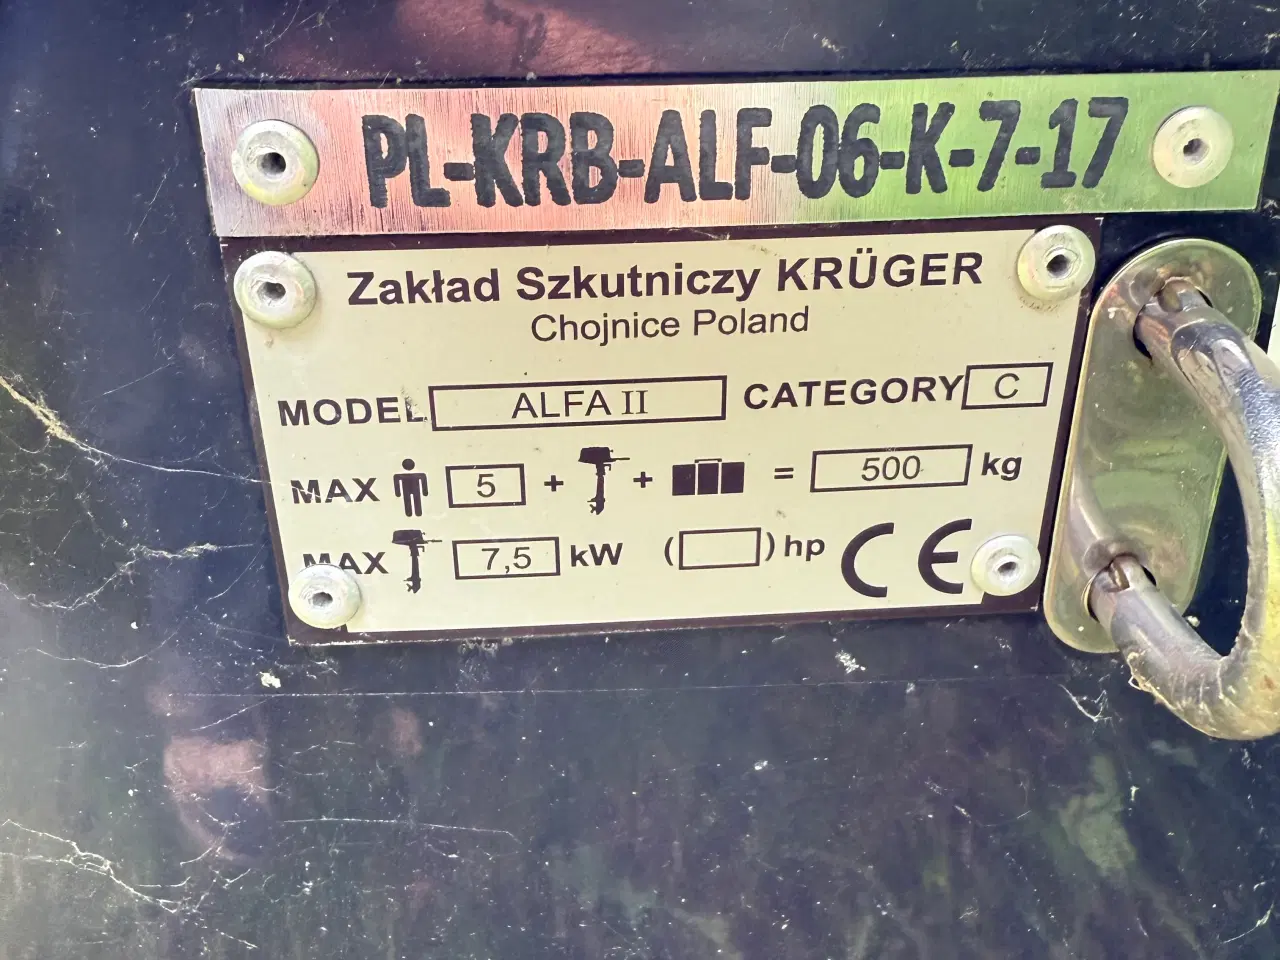 PL-KRB-ALF-06-K-7-17
Zakład Szkutniczy KRÜGER
Chojnice Poland
MODEL ALFA II CATEGORY C
MAX 5 + + = 500 kg
MAX 7,5 kW ( ) hp CE